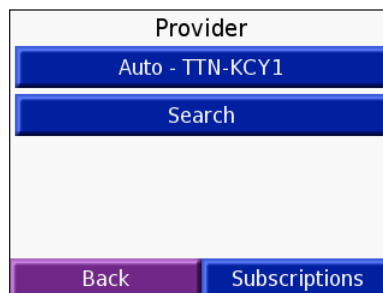 Provider
Auto - TTN-KCY1
Search
Back
Subscriptions